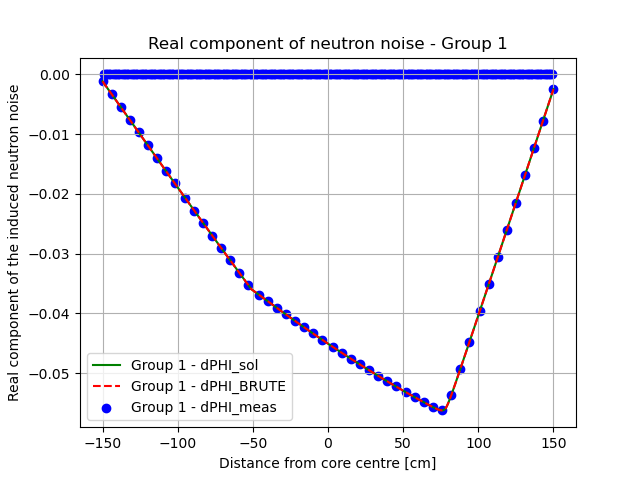 Real component of neutron noise - Group 1
Real component of the induced neutron noise
0.00
−0.01
−0.02
−0.03
−0.04
−0.05
Group 1 - dPHI_sol
Group 1 - dPHI_BRUTE
Group 1 - dPHI_meas
−150
−100
−50
0
50
100
150
Distance from core centre [cm]